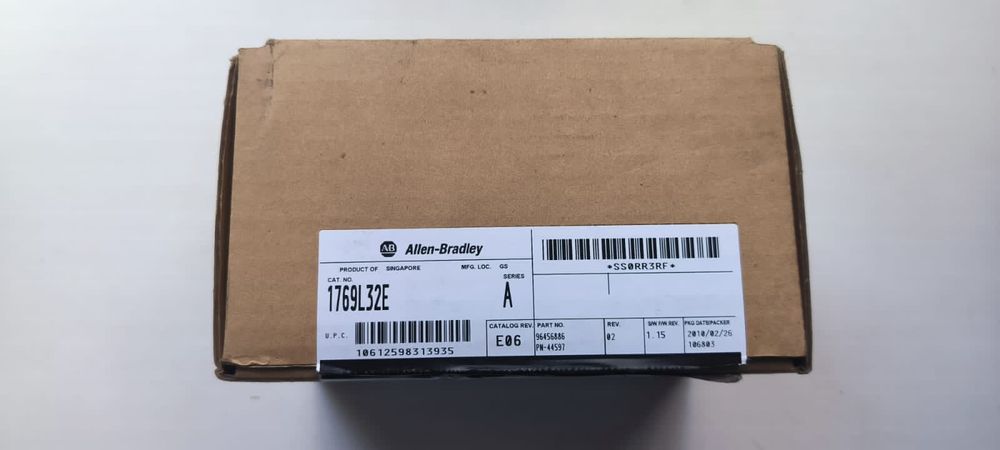 AB Allen-Bradley
PRODUCT OF SINGAPORE MFG. LOC. GS
CAT. NO. SERIES
1769L32E A
U.P.C.
10612598313935
*SS0RR3RF*
CATALOG REV. PART NO. REV. S/W F/W REV. PKG DATE/PACKER
E06 96456886 02 1.15 2010/02/26
PN-44597 106803